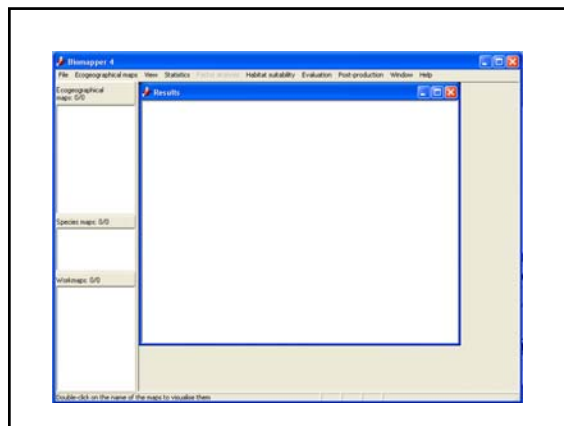 Biomapper 4
File Ecogeographical maps View Statistics Factor analysis Habitat suitability Evaluation Post-production Window Help
Ecogeographical
maps: 0/0
Results
Species maps: 0/0
Workmaps: 0/0
Double-click on the name of the maps to visualise them